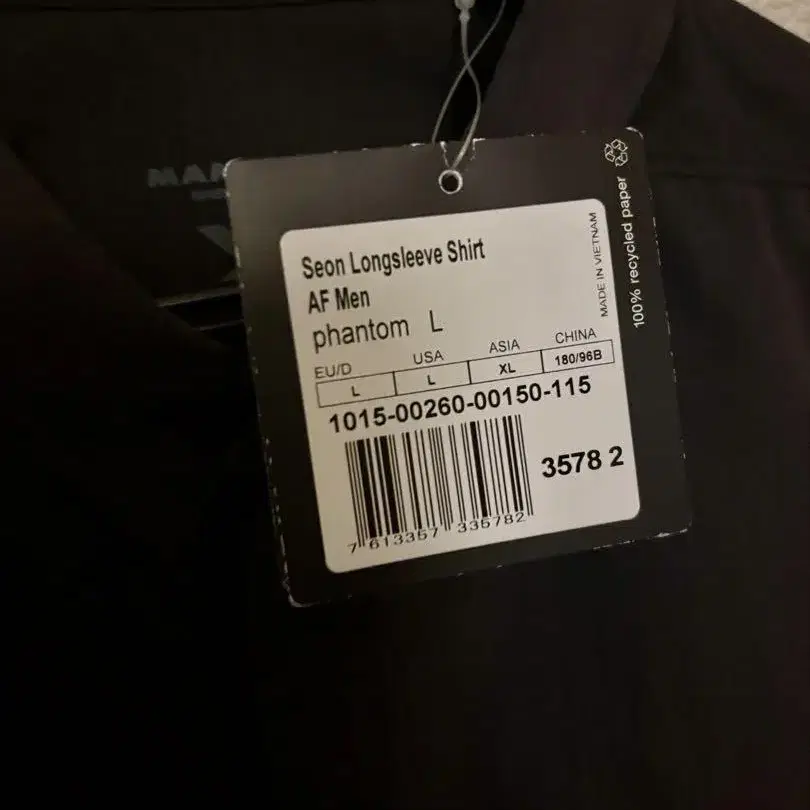 Seon Longsleeve Shirt
AF Men
phantom L
EU/D USA ASIA CHINA
L L XL 180/96B
1015-00260-00150-115
3578 2
7 613357 335782
MADE IN VIETNAM
100% recycled paper